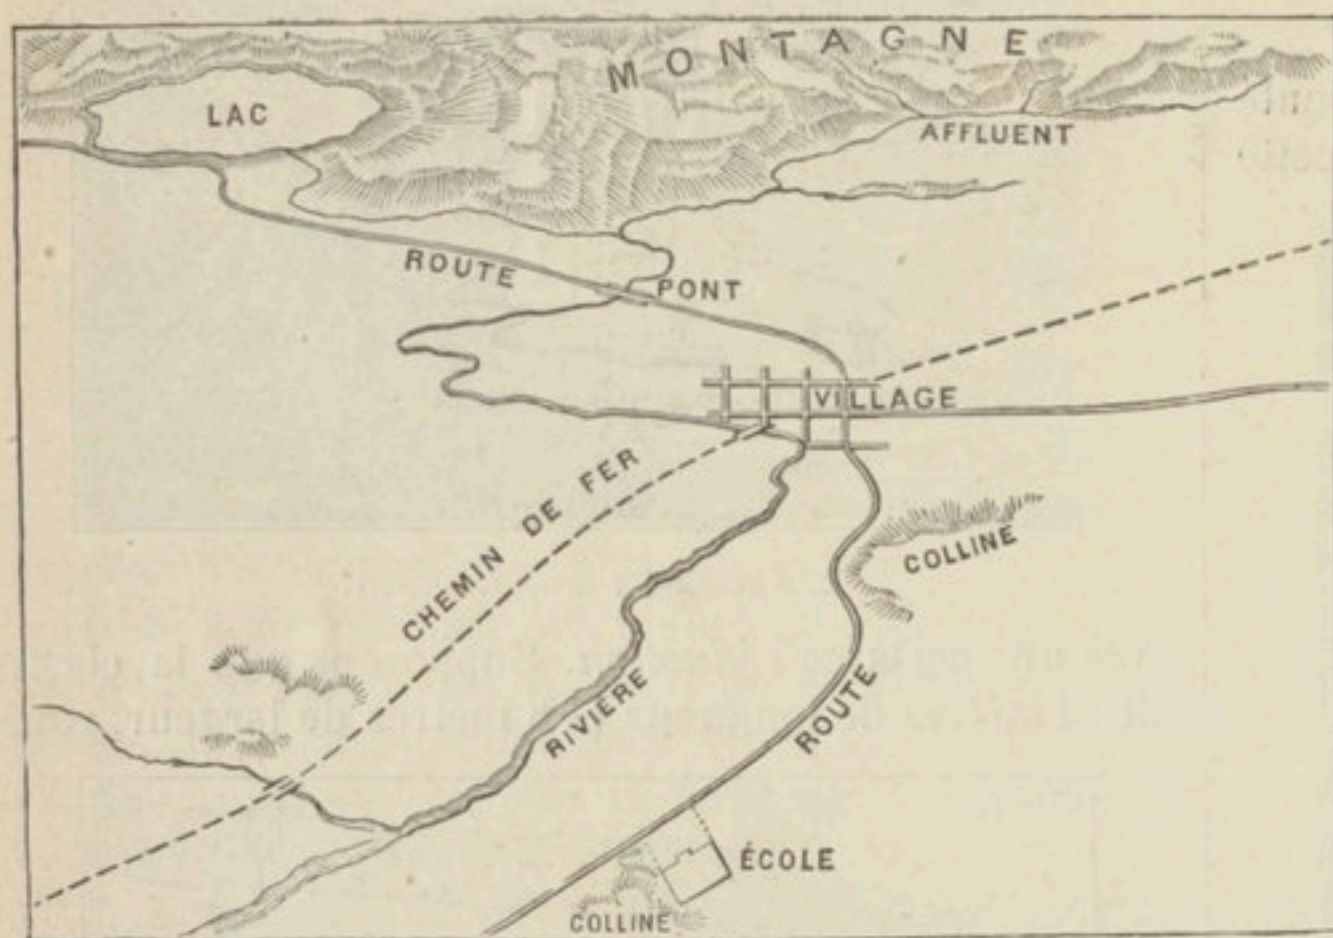 MONTAGNE
LAC
AFFLUENT
ROUTE
PONT
VILLAGE
CHEMIN DE FER
COLLINE
RIVIÈRE
ROUTE
ÉCOLE
COLLINE